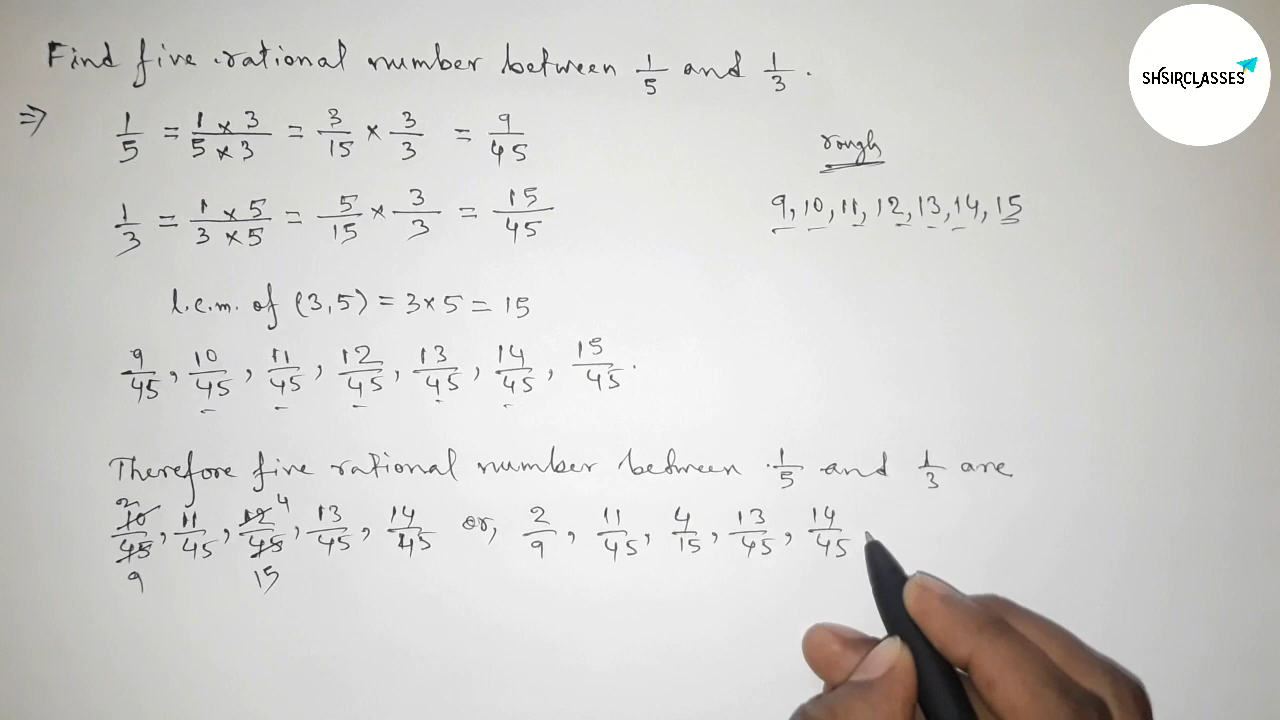 Find five rational number between 1/5 and 1/3.
SHSIRCLASSES
⇒ 1/5 = (1 × 3)/(5 × 3) = 3/15 × 3/3 = 9/45
rough
1/3 = (1 × 5)/(3 × 5) = 5/15 × 3/3 = 15/45
9, 10, 11, 12, 13, 14, 15
l.c.m. of (3, 5) = 3 × 5 = 15
9/45, 10/45, 11/45, 12/45, 13/45, 14/45, 15/45.
Therefore five rational number between 1/5 and 1/3 are
2 4
10/45, 11/45, 12/45, 13/45, 14/45 or, 2/9, 11/45, 4/15, 13/45, 14/45
9 15